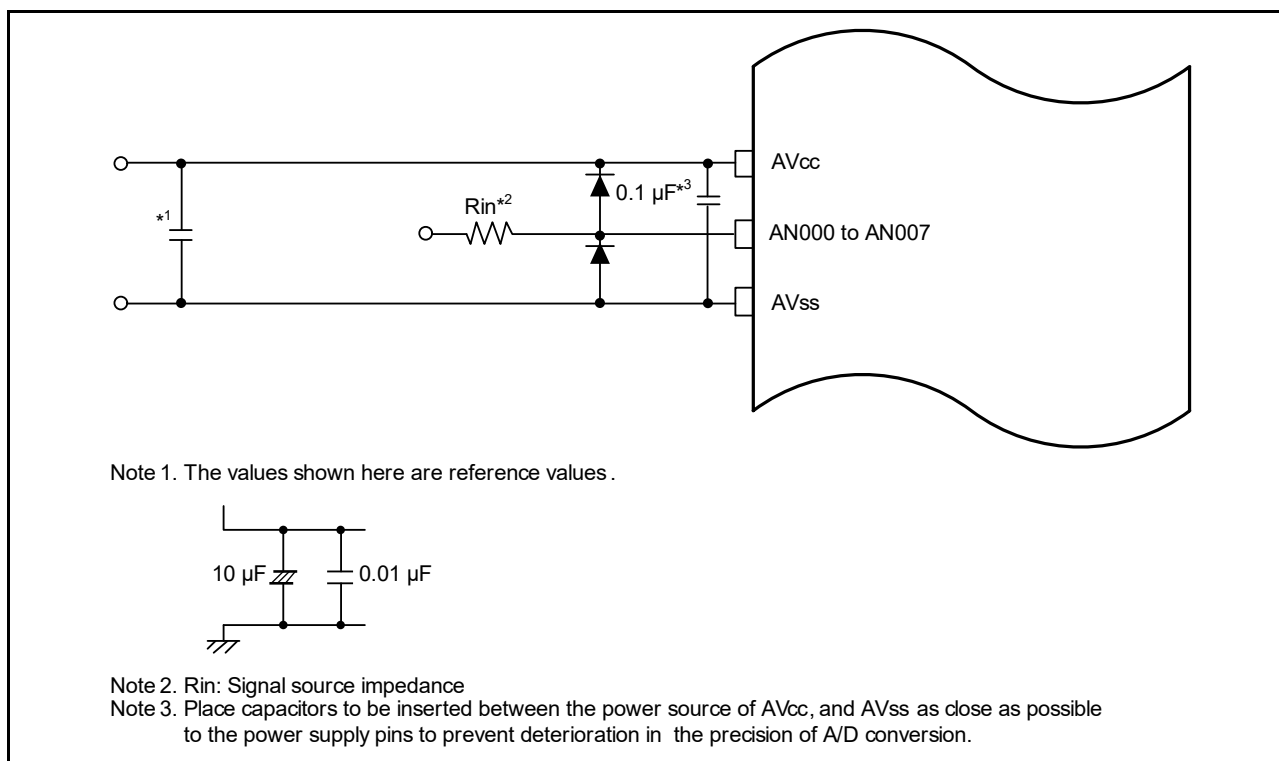 AVcc
*1
Rin*2
0.1 µF*3
AN000 to AN007
AVss
Note 1. The values shown here are reference values.
10 µF
0.01 µF
Note 2. Rin: Signal source impedance
Note 3. Place capacitors to be inserted between the power source of AVcc, and AVss as close as possible
to the power supply pins to prevent deterioration in the precision of A/D conversion.